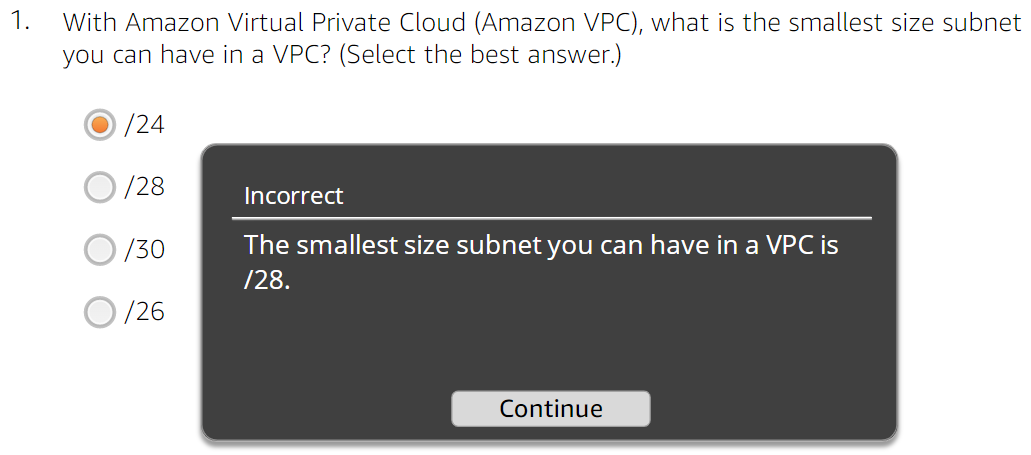 1. With Amazon Virtual Private Cloud (Amazon VPC), what is the smallest size subnet
you can have in a VPC? (Select the best answer.)
/24
/28
/30
/26
Incorrect
The smallest size subnet you can have in a VPC is
/28.
Continue